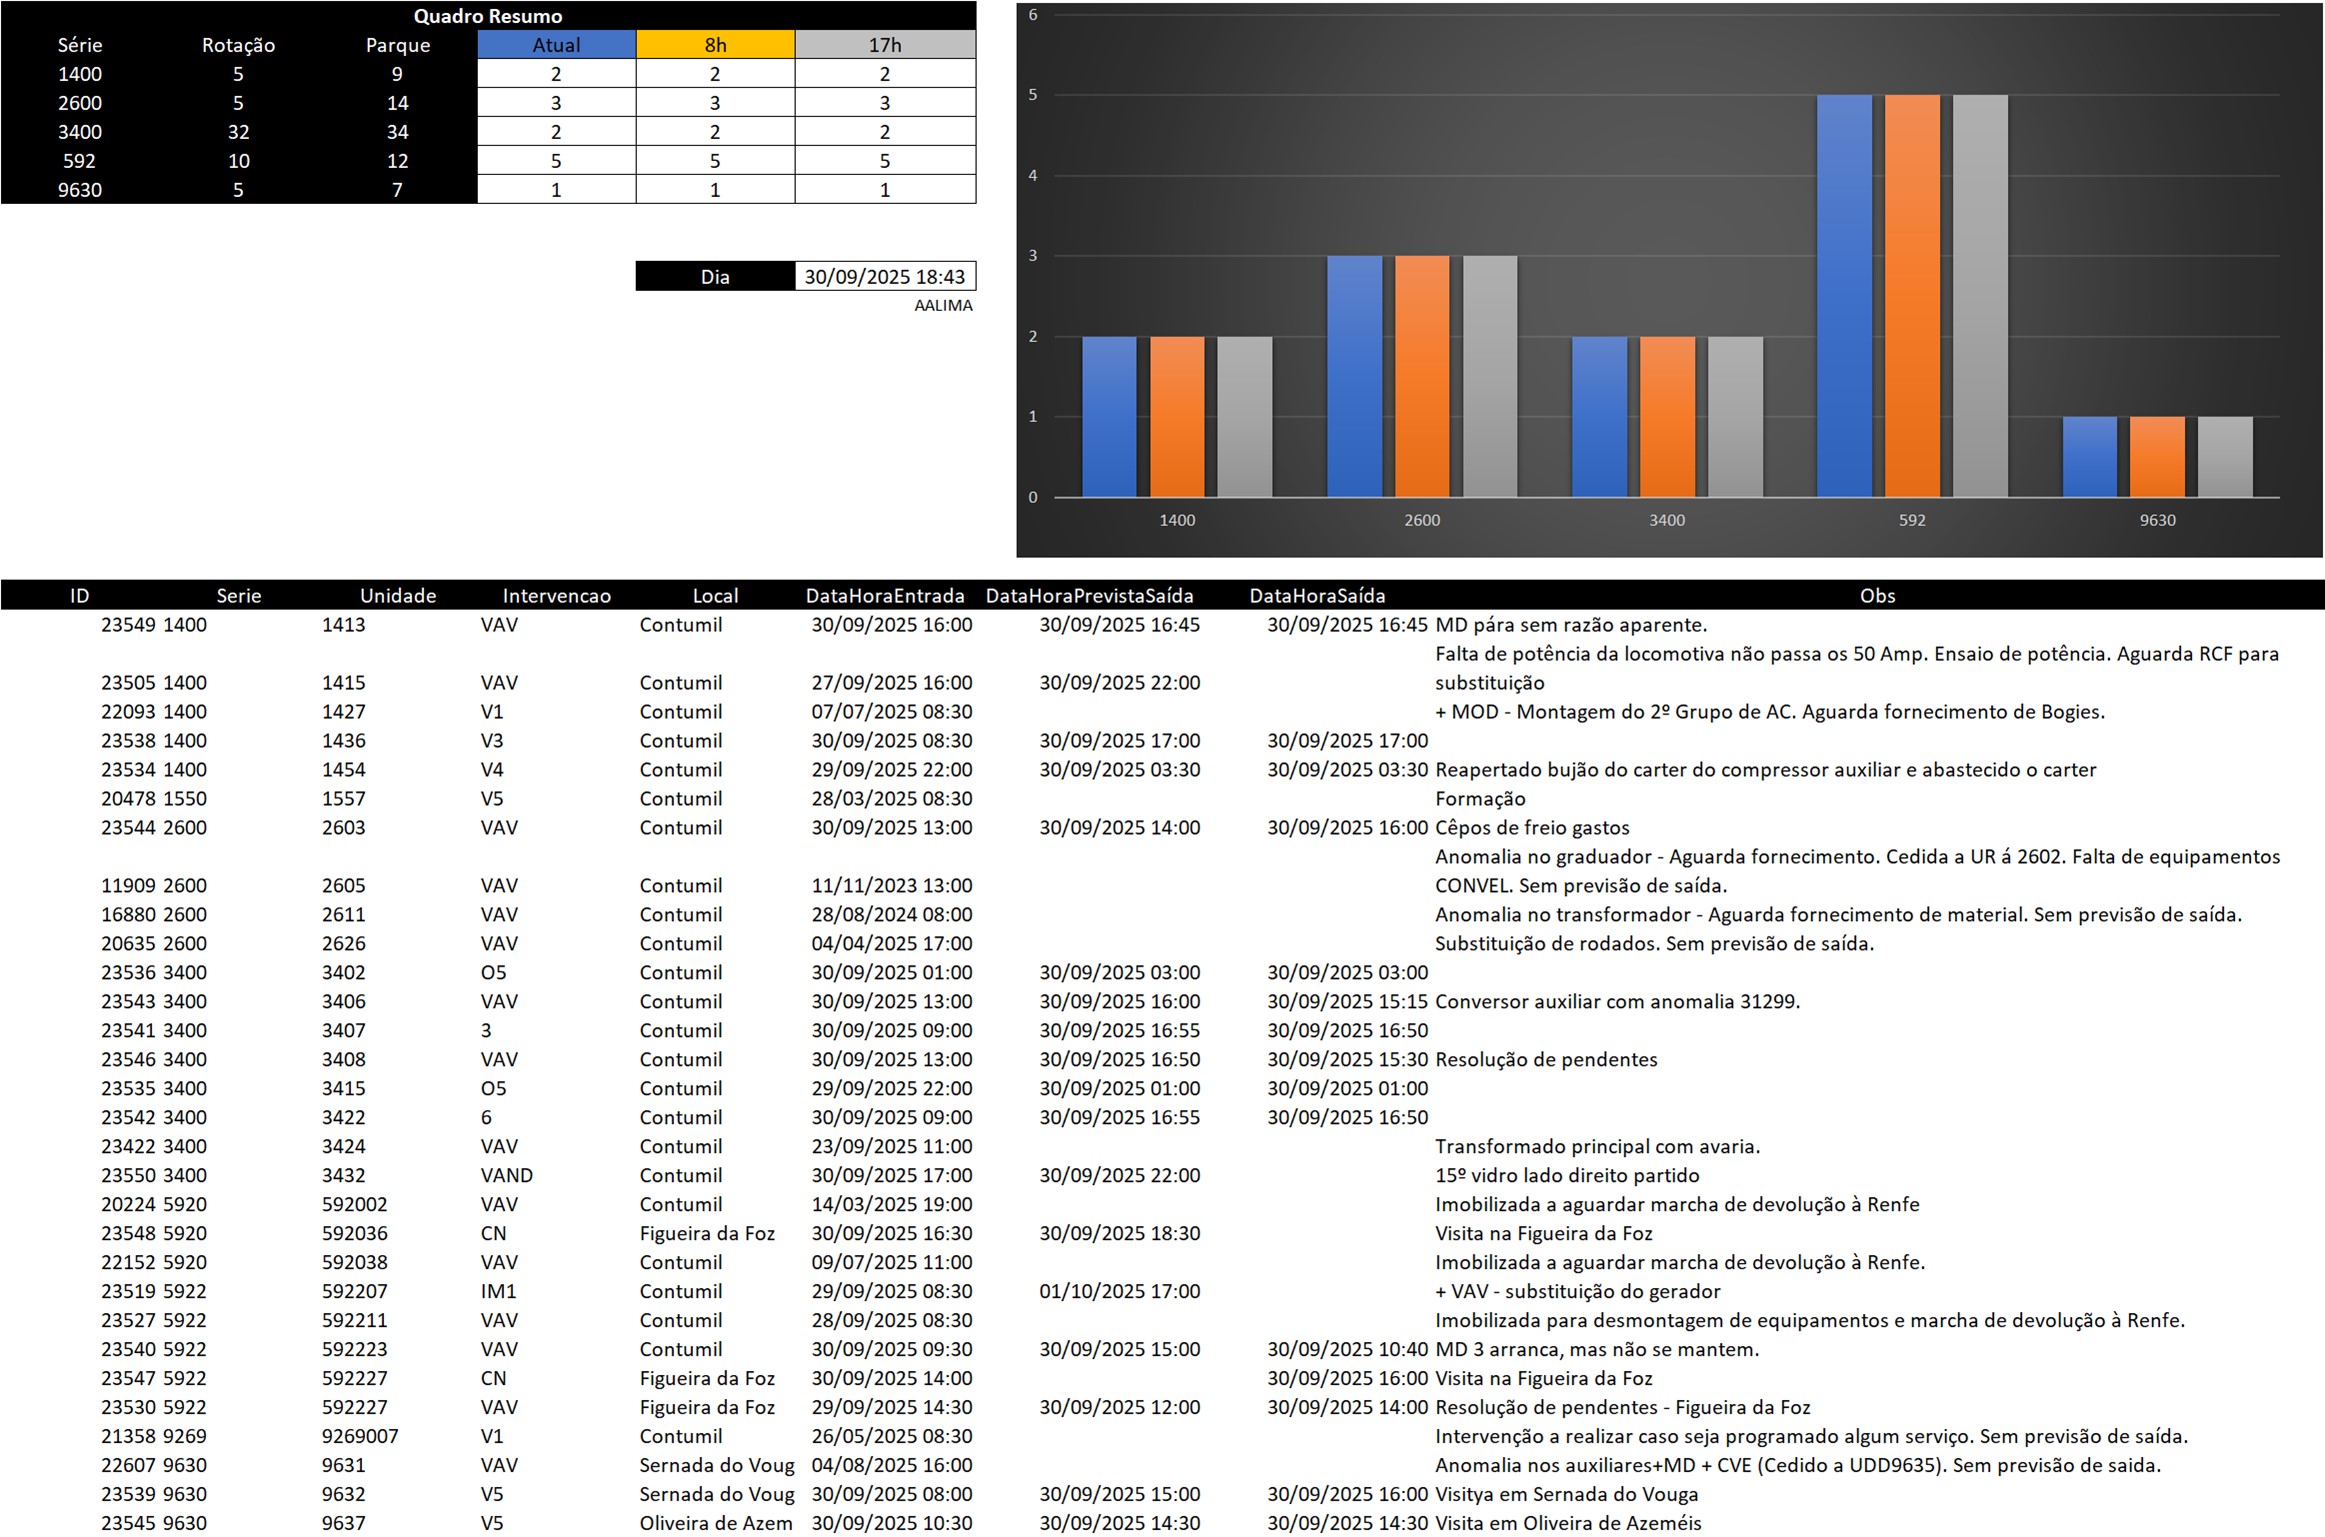 Quadro Resumo
Série Rotação Parque Atual 8h 17h
1400 5 9 2 2 2
2600 5 14 3 3 3
3400 32 34 2 2 2
592 10 12 5 5 5
9630 5 7 1 1 1
Dia 30/09/2025 18:43
AALIMA
6
5
4
3
2
1
0
1400 2600 3400 592 9630
ID Serie Unidade Intervencao Local DataHoraEntrada DataHoraPrevistaSaída DataHoraSaída Obs
23549 1400 1413 VAV Contumil 30/09/2025 16:00 30/09/2025 16:45 30/09/2025 16:45 MD pára sem razão aparente.
Falta de potência da locomotiva não passa os 50 Amp. Ensaio de potência. Aguarda RCF para
23505 1400 1415 VAV Contumil 27/09/2025 16:00 30/09/2025 22:00 substituição
22093 1400 1427 V1 Contumil 07/07/2025 08:30 + MOD - Montagem do 2º Grupo de AC. Aguarda fornecimento de Bogies.
23538 1400 1436 V3 Contumil 30/09/2025 08:30 30/09/2025 17:00 30/09/2025 17:00
23534 1400 1454 V4 Contumil 29/09/2025 22:00 30/09/2025 03:30 30/09/2025 03:30 Reapertado bujão do carter do compressor auxiliar e abastecido o carter
20478 1550 1557 V5 Contumil 28/03/2025 08:30 Formação
23544 2600 2603 VAV Contumil 30/09/2025 13:00 30/09/2025 14:00 30/09/2025 16:00 Cêpos de freio gastos
Anomalia no graduador - Aguarda fornecimento. Cedida a UR á 2602. Falta de equipamentos
11909 2600 2605 VAV Contumil 11/11/2023 13:00 CONVEL. Sem previsão de saída.
16880 2600 2611 VAV Contumil 28/08/2024 08:00 Anomalia no transformador - Aguarda fornecimento de material. Sem previsão de saída.
20635 2600 2626 VAV Contumil 04/04/2025 17:00 Substituição de rodados. Sem previsão de saída.
23536 3400 3402 O5 Contumil 30/09/2025 01:00 30/09/2025 03:00 30/09/2025 03:00
23543 3400 3406 VAV Contumil 30/09/2025 13:00 30/09/2025 16:00 30/09/2025 15:15 Conversor auxiliar com anomalia 31299.
23541 3400 3407 3 Contumil 30/09/2025 09:00 30/09/2025 16:55 30/09/2025 16:50
23546 3400 3408 VAV Contumil 30/09/2025 13:00 30/09/2025 16:50 30/09/2025 15:30 Resolução de pendentes
23535 3400 3415 O5 Contumil 29/09/2025 22:00 30/09/2025 01:00 30/09/2025 01:00
23542 3400 3422 6 Contumil 30/09/2025 09:00 30/09/2025 16:55 30/09/2025 16:50
23422 3400 3424 VAV Contumil 23/09/2025 11:00 Transformado principal com avaria.
23550 3400 3432 VAND Contumil 30/09/2025 17:00 30/09/2025 22:00 15º vidro lado direito partido
20224 5920 592002 VAV Contumil 14/03/2025 19:00 Imobilizada a aguardar marcha de devolução à Renfe
23548 5920 592036 CN Figueira da Foz 30/09/2025 16:30 30/09/2025 18:30 Visita na Figueira da Foz
22152 5920 592038 VAV Contumil 09/07/2025 11:00 Imobilizada a aguardar marcha de devolução à Renfe.
23519 5922 592207 IM1 Contumil 29/09/2025 08:30 01/10/2025 17:00 + VAV - substituição do gerador
23527 5922 592211 VAV Contumil 28/09/2025 08:30 Imobilizada para desmontagem de equipamentos e marcha de devolução à Renfe.
23540 5922 592223 VAV Contumil 30/09/2025 09:30 30/09/2025 15:00 30/09/2025 10:40 MD 3 arranca, mas não se mantem.
23547 5922 592227 CN Figueira da Foz 30/09/2025 14:00 30/09/2025 16:00 Visita na Figueira da Foz
23530 5922 592227 VAV Figueira da Foz 29/09/2025 14:30 30/09/2025 12:00 30/09/2025 14:00 Resolução de pendentes - Figueira da Foz
21358 9269 9269007 V1 Contumil 26/05/2025 08:30 Intervenção a realizar caso seja programado algum serviço. Sem previsão de saída.
22607 9630 9631 VAV Sernada do Voug 04/08/2025 16:00 Anomalia nos auxiliares+MD + CVE (Cedido a UDD9635). Sem previsão de saida.
23539 9630 9632 V5 Sernada do Voug 30/09/2025 08:00 30/09/2025 15:00 30/09/2025 16:00 Visitya em Sernada do Vouga
23545 9630 9637 V5 Oliveira de Azem 30/09/2025 10:30 30/09/2025 14:30 30/09/2025 14:30 Visita em Oliveira de Azeméis